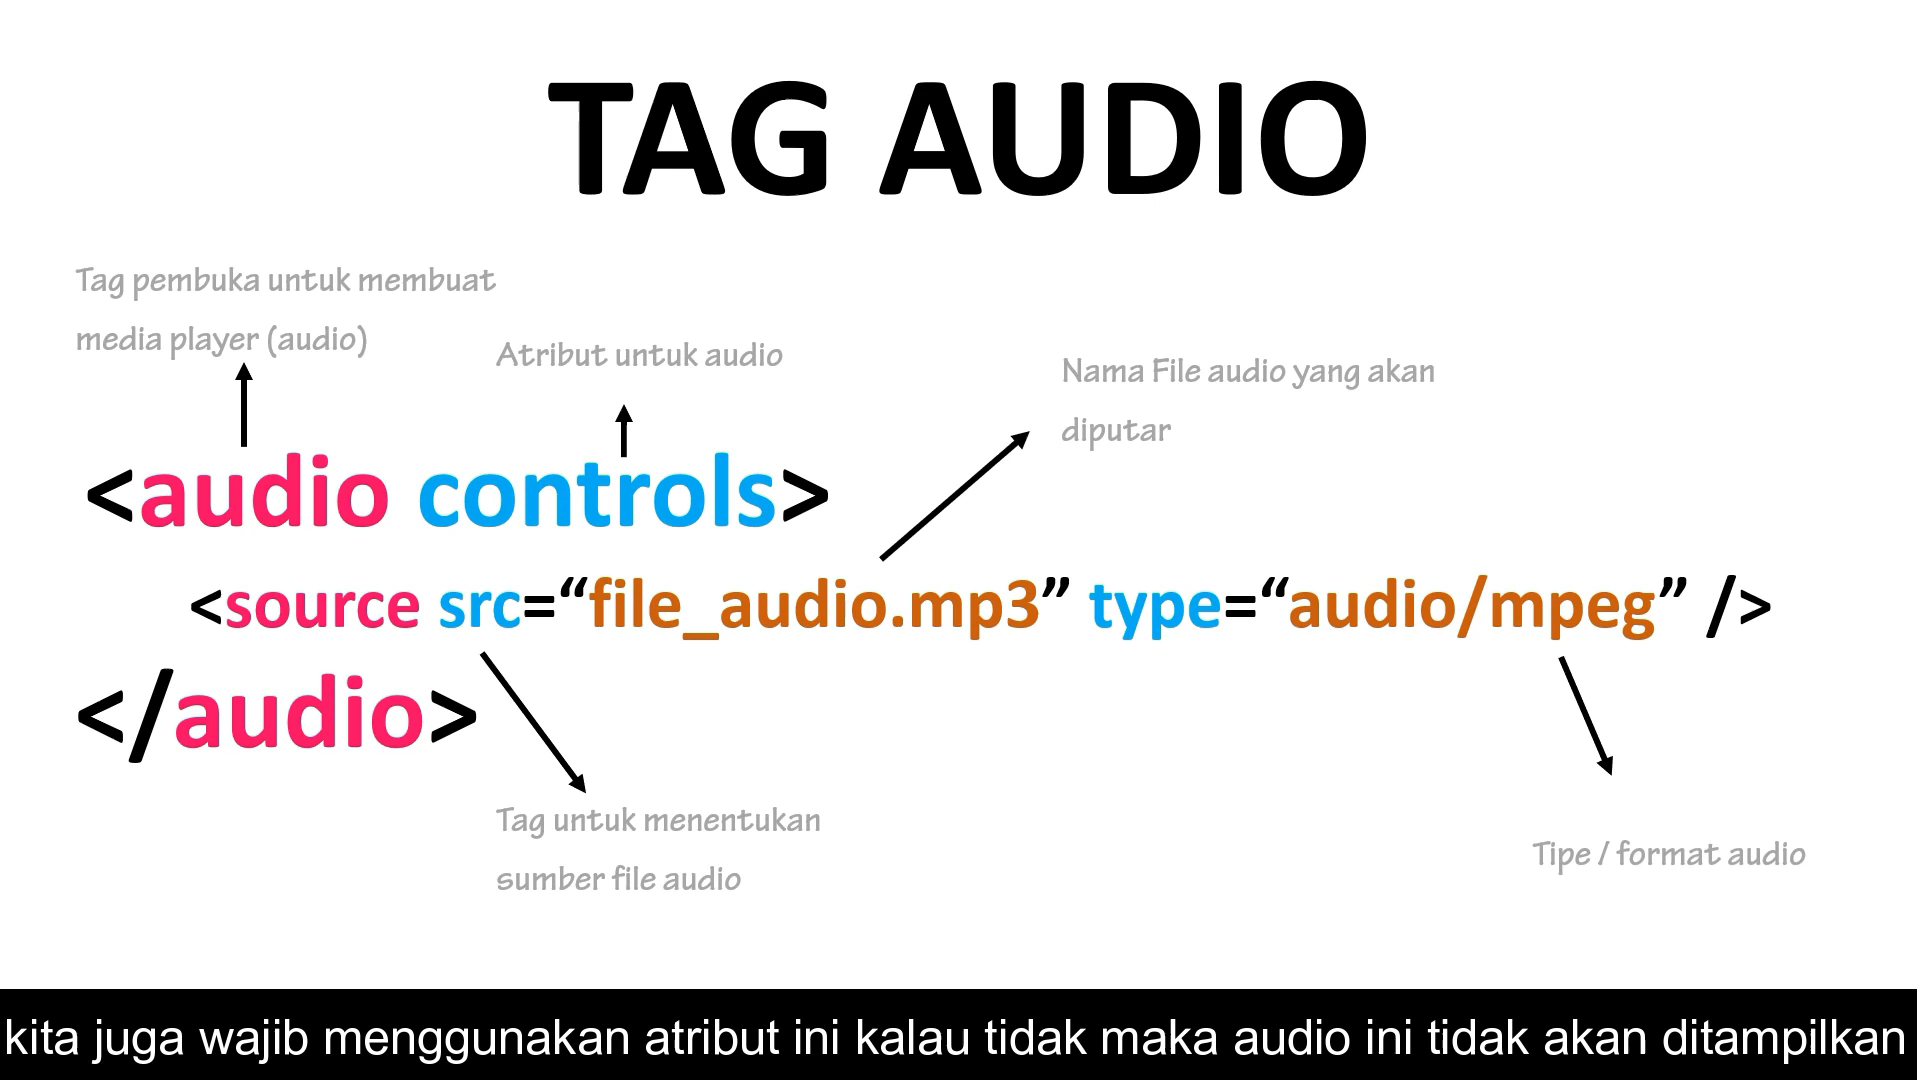 TAG AUDIO
Tag pembuka untuk membuat
media player (audio)
Atribut untuk audio
Nama File audio yang akan
diputar
<audio controls>
<source src=“file_audio.mp3” type=“audio/mpeg” />
</audio>
Tag untuk menentukan
sumber file audio
Tipe / format audio
kita juga wajib menggunakan atribut ini kalau tidak maka audio ini tidak akan ditampilkan